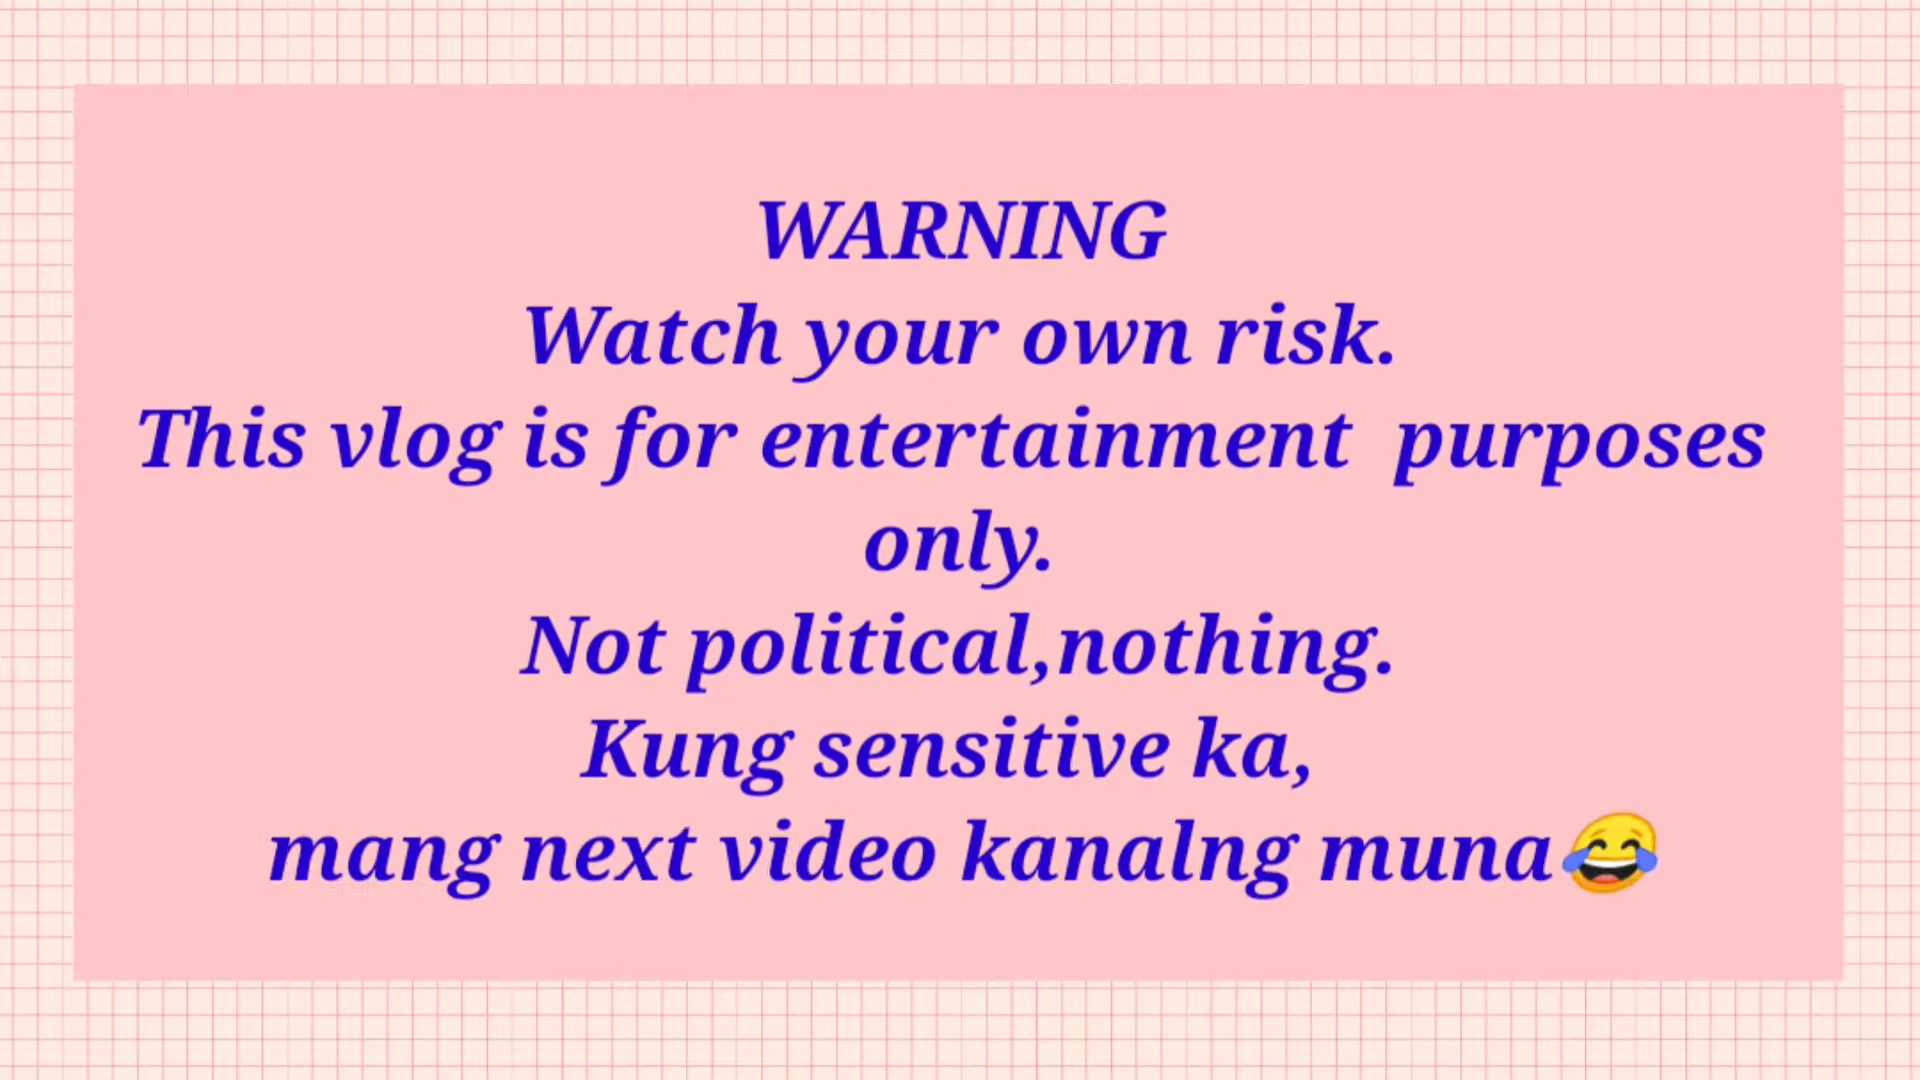 WARNING
Watch your own risk.
This vlog is for entertainment  purposes
only.
Not political,nothing.
Kung sensitive ka,
mang next video kanalng muna😂